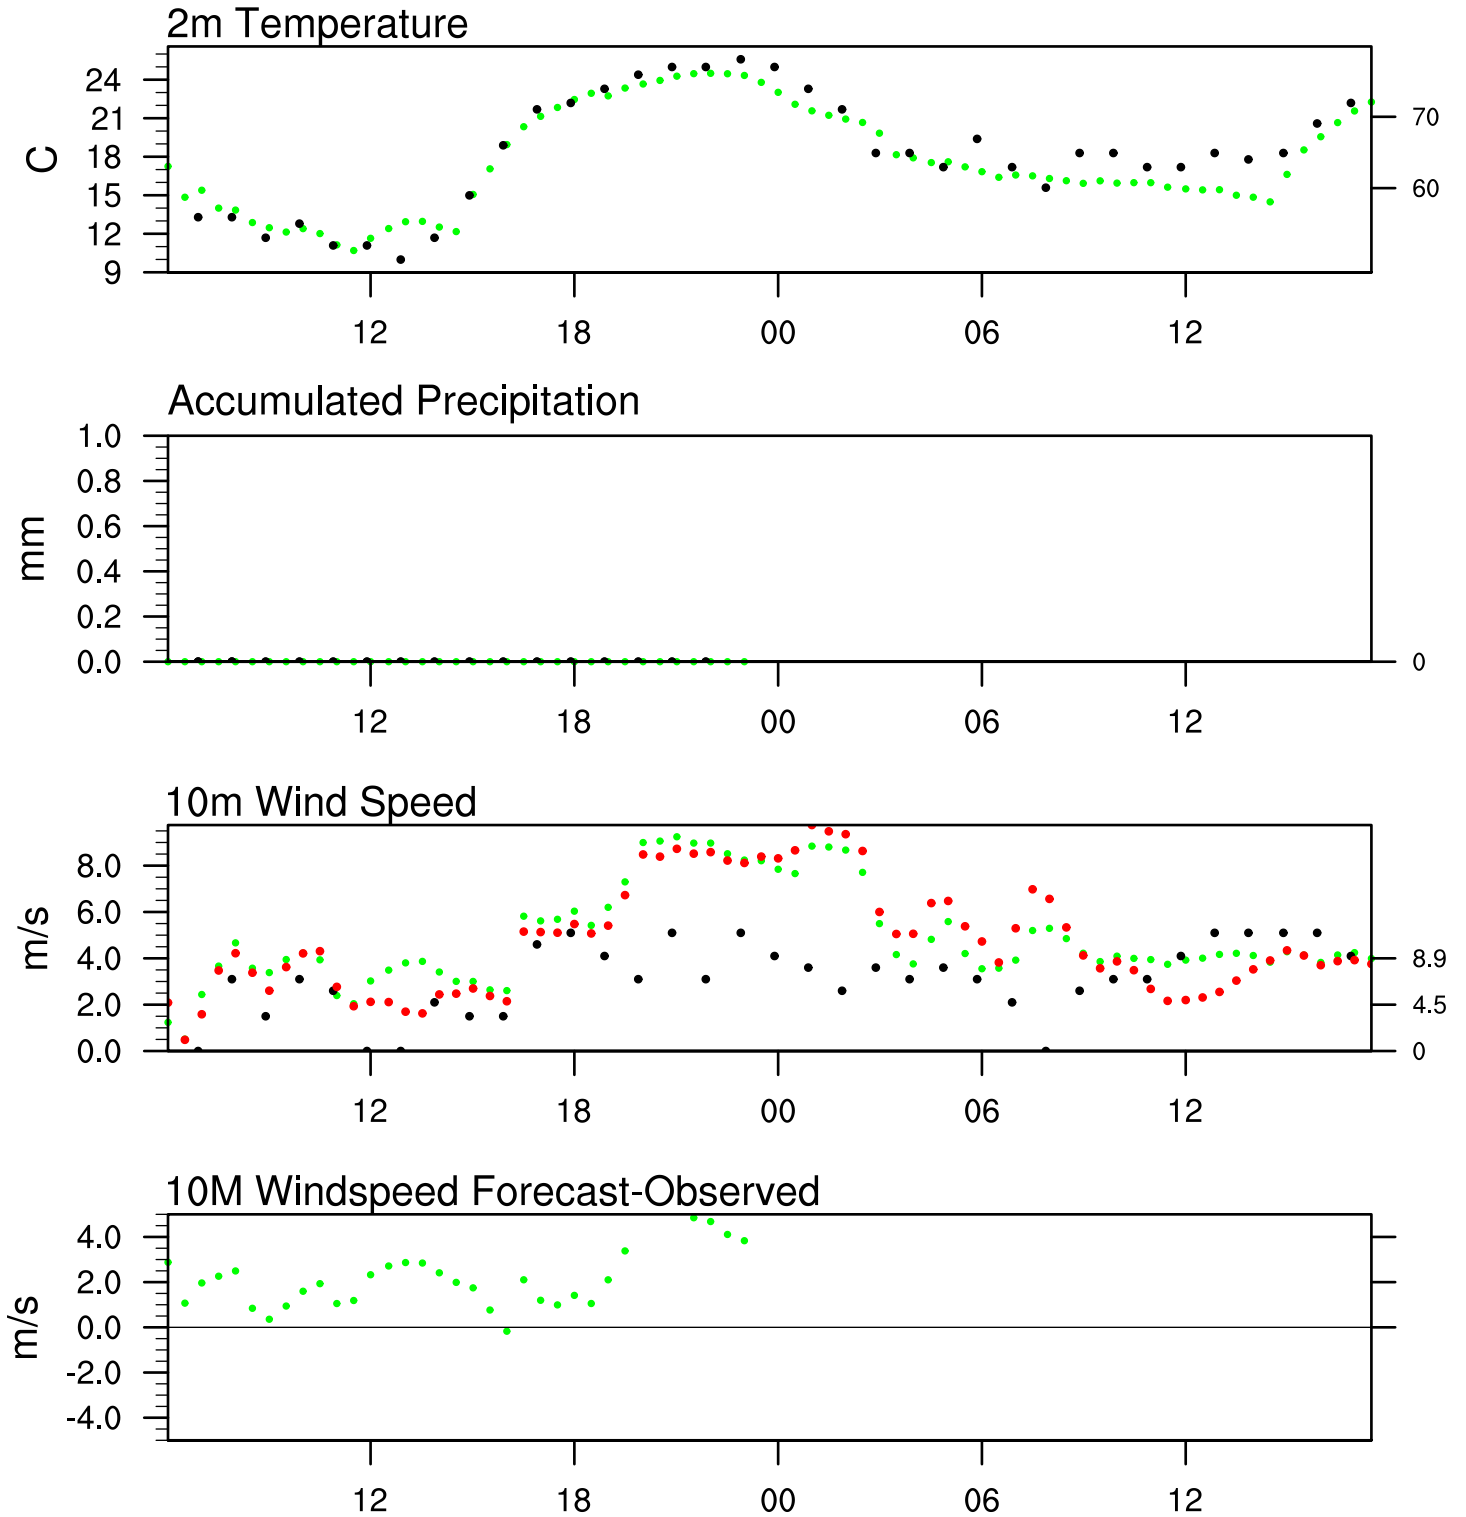 2m Temperature
24
21
18
15
12
9
C
70
60
12 18 00 06 12
Accumulated Precipitation
1.0
0.8
0.6
0.4
0.2
0.0
mm
0
12 18 00 06 12
10m Wind Speed
8.0
6.0
4.0
2.0
0.0
m/s
8.9
4.5
0
12 18 00 06 12
10M Windspeed Forecast-Observed
4.0
2.0
0.0
-2.0
-4.0
m/s
12 18 00 06 12